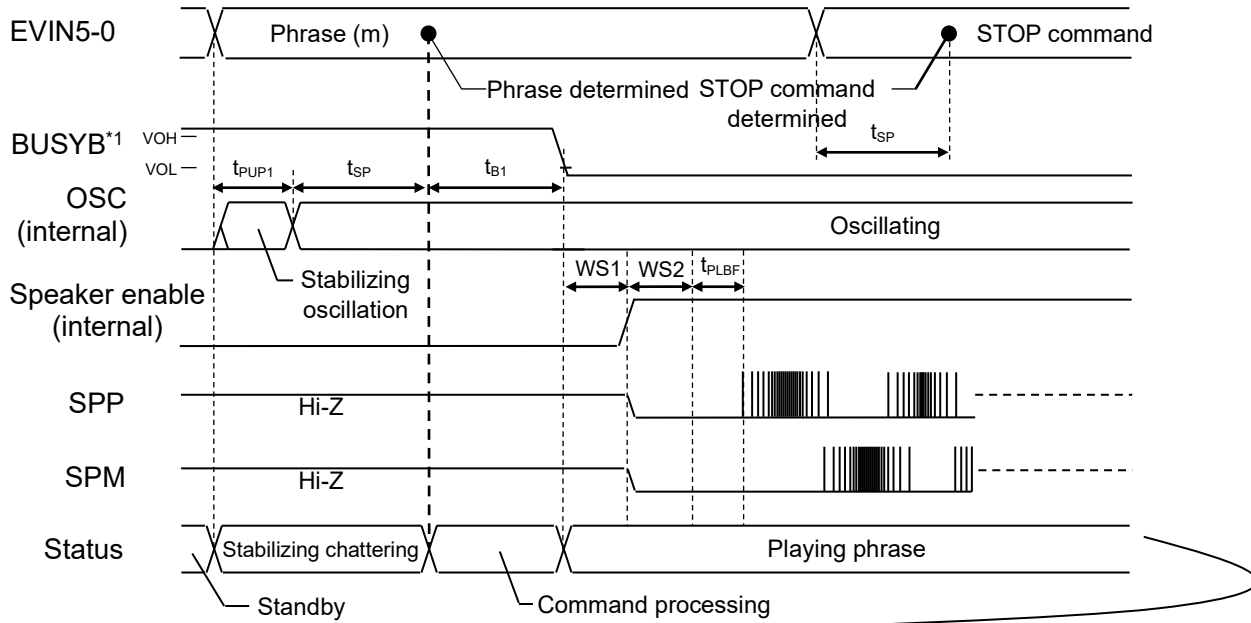 EVIN5-0
Phrase (m)
STOP command
Phrase determined
STOP command
determined
BUSYB*1
VOH
VOL
tPUP1
tSP
tB1
tSP
OSC
(internal)
Oscillating
Stabilizing
oscillation
WS1
WS2
tPLBF
Speaker enable
(internal)
SPP
Hi-Z
SPM
Hi-Z
Status
Stabilizing chattering
Playing phrase
Standby
Command processing